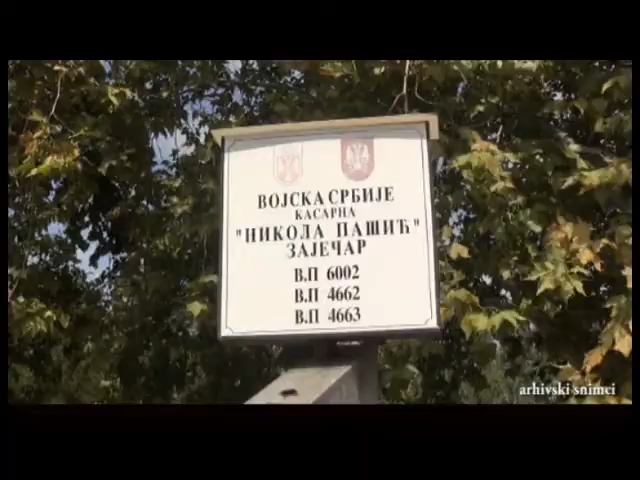 ВОЈСКА СРБИЈЕ
КАСАРНА
"НИКОЛА ПАШИЋ"
ЗАЈЕЧАР
В.П 6002
В.П 4662
В.П 4663
arhivski snimci